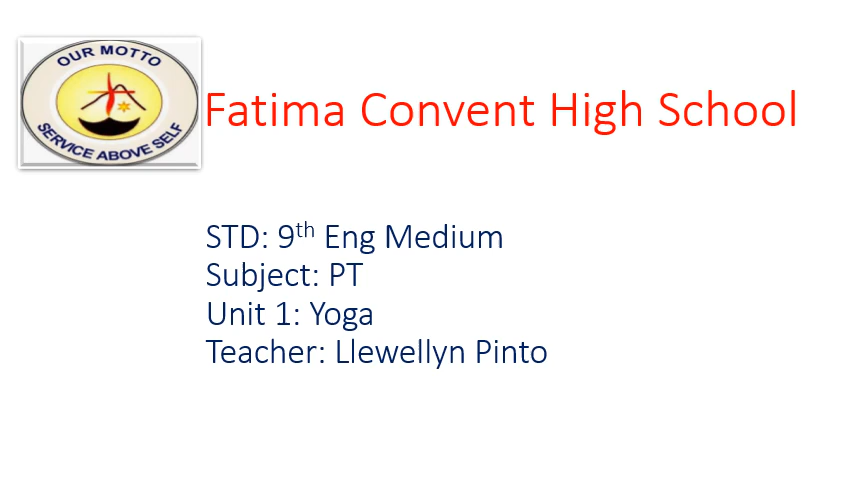 OUR MOTTO
SERVICE ABOVE SELF
Fatima Convent High School
STD: 9th Eng Medium
Subject: PT
Unit 1: Yoga
Teacher: Llewellyn Pinto